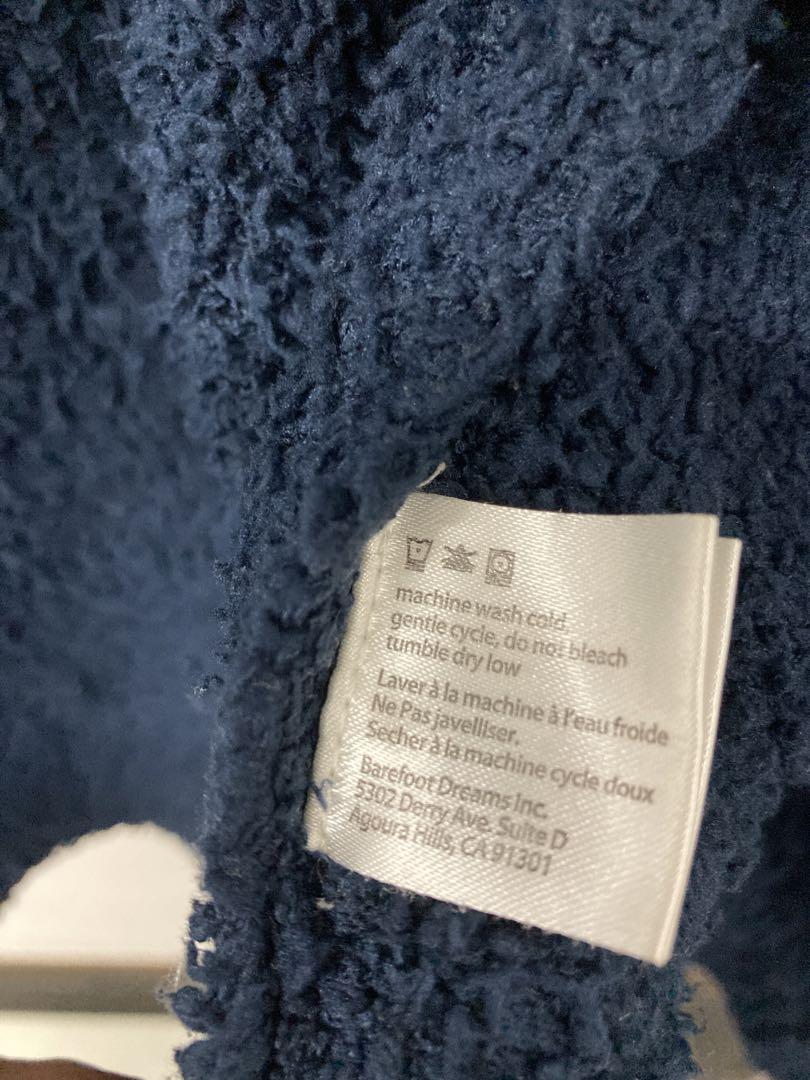 machine wash cold
gentle cycle, do not bleach
tumble dry low
Laver à la machine à l'eau froide
Ne Pas javelliser.
Secher à la machine cycle doux
Barefoot Dreams Inc.
5302 Derry Ave. Suite D
Agoura Hills, CA 91301